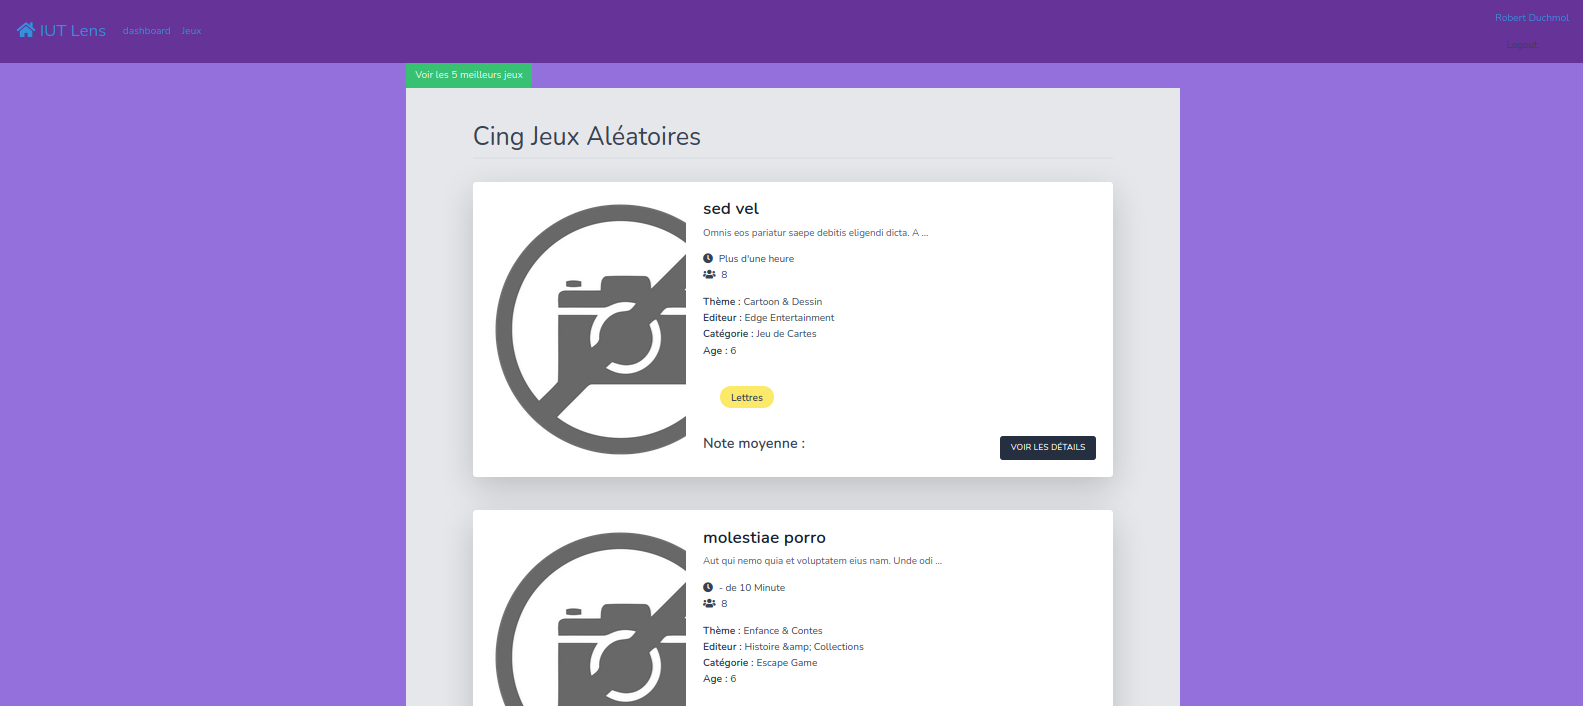 IUT Lens dashboard Jeux
Robert Duchmol
Logout
Voir les 5 meilleurs jeux
Cinq Jeux Aléatoires
sed vel
Omnis eos pariatur saepe debitis eligendi dicta. A ...
Plus d'une heure
8
Thème : Cartoon & Dessin
Editeur : Edge Entertainment
Catégorie : Jeu de Cartes
Age : 6
Lettres
Note moyenne :
VOIR LES DÉTAILS
molestiae porro
Aut qui nemo quia et voluptatem eius nam. Unde odi ...
- de 10 Minute
8
Thème : Enfance & Contes
Editeur : Histoire &amp; Collections
Catégorie : Escape Game
Age : 6